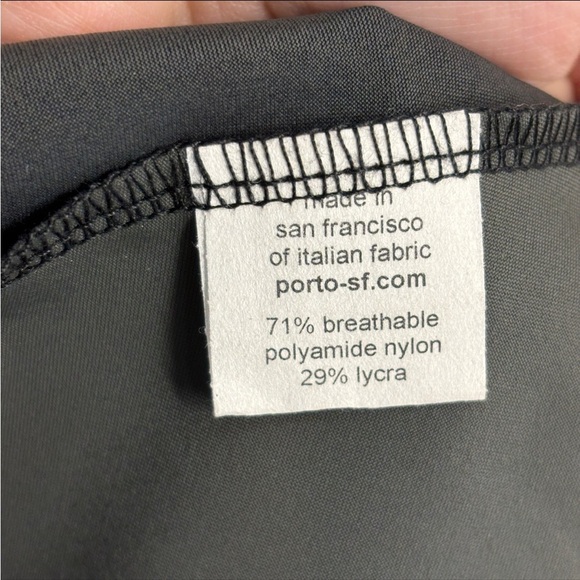 made in
san francisco
of italian fabric
porto-sf.com
71% breathable
polyamide nylon
29% lycra